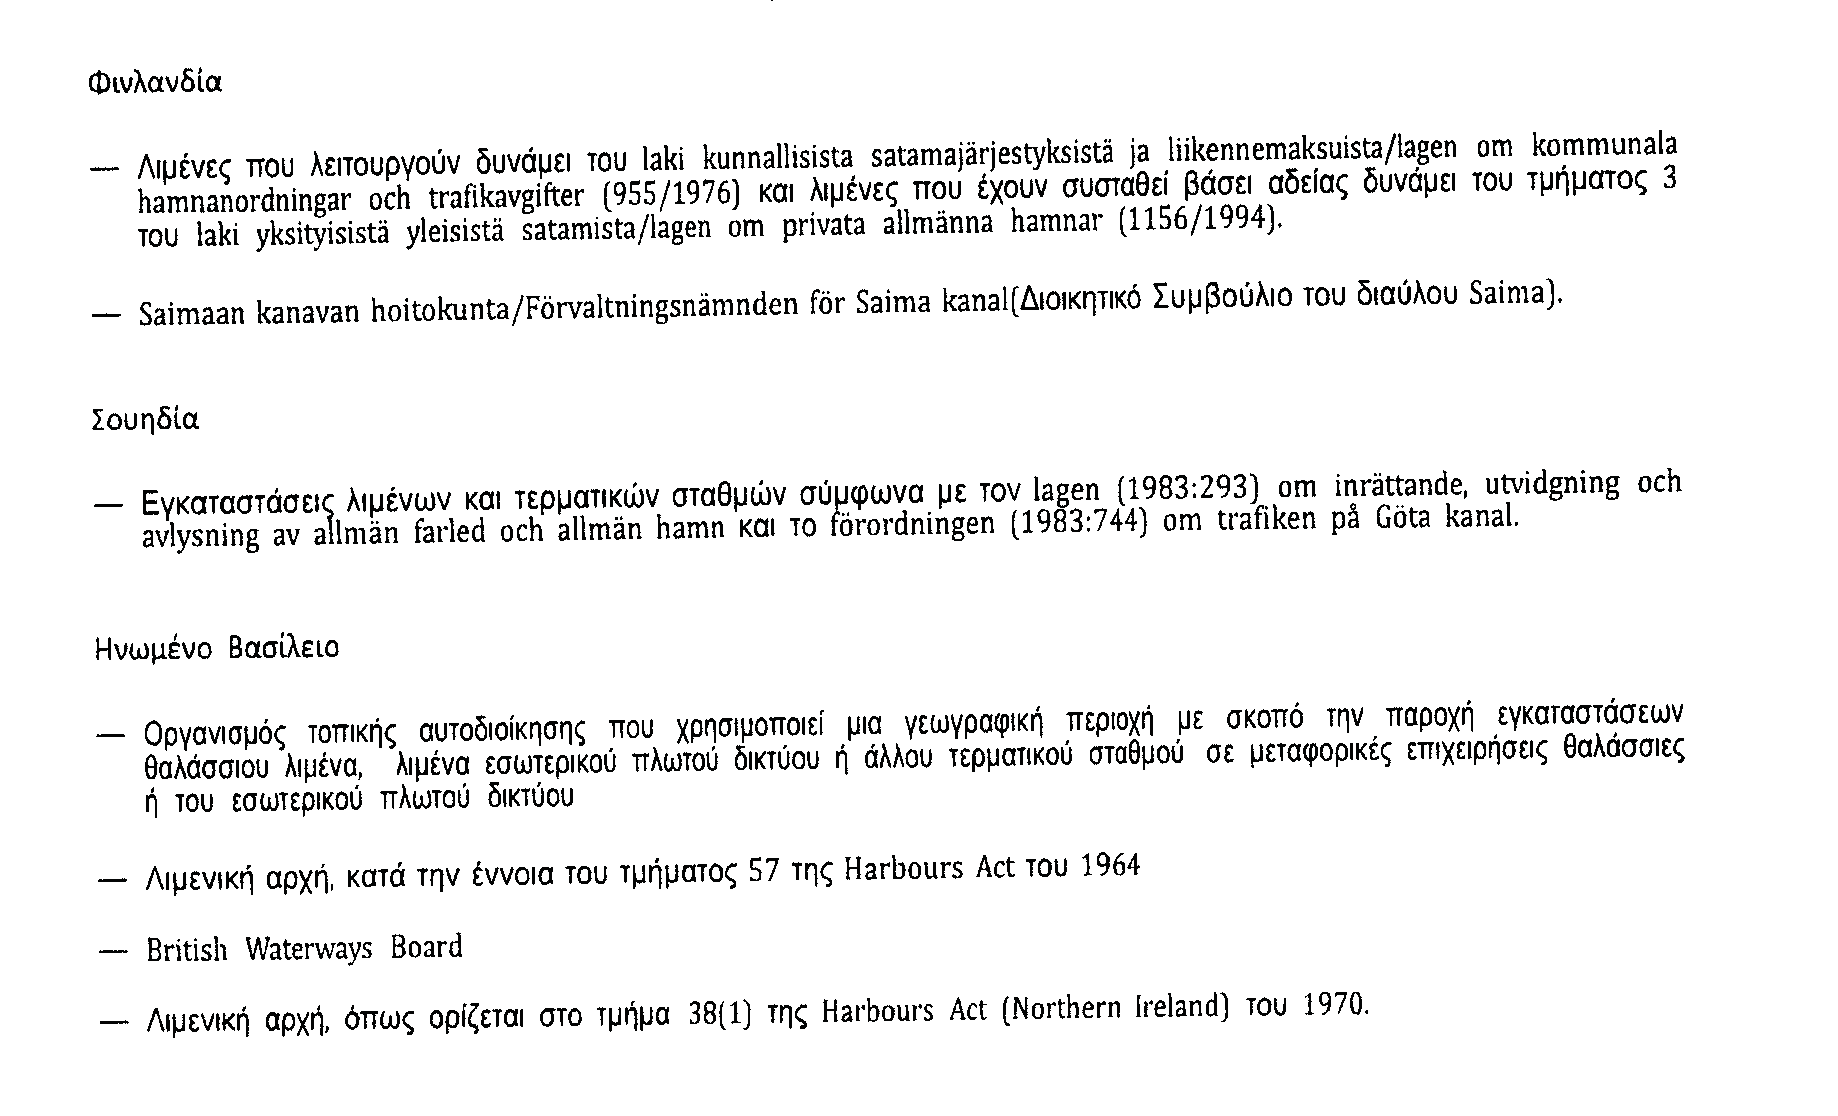 Φινλανδία
— Λιμένες που λειτουργούν δυνάμει του laki kunnallisista satamajärjestyksistä ja liikennemaksuista/lagen om kommunala
hamnanordningar och trafikavgifter (955/1976) και λιμένες που έχουν συσταθεί βάσει αδείας δυνάμει του τμήματος 3
του laki yksityisistä yleisistä satamista/lagen om privata allmänna hamnar (1156/1994).
— Saimaan kanavan hoitokunta/Förvaltningsnämnden för Saima kanal(Διοικητικό Συμβούλιο του διαύλου Saima).
Σουηδία
— Εγκαταστάσεις λιμένων και τερματικών σταθμών σύμφωνα με τον lagen (1983:293) om inrättande, utvidgning och
avlysning av allmän farled och allmän hamn και το förordningen (1983:744) om trafiken på Göta kanal.
Ηνωμένο Βασίλειο
— Οργανισμός τοπικής αυτοδιοίκησης που χρησιμοποιεί μια γεωγραφική περιοχή με σκοπό την παροχή εγκαταστάσεων
θαλάσσιου λιμένα, λιμένα εσωτερικού πλωτού δικτύου ή άλλου τερματικού σταθμού σε μεταφορικές επιχειρήσεις θαλάσσιες
ή του εσωτερικού πλωτού δικτύου
— Λιμενική αρχή, κατά την έννοια του τμήματος 57 της Harbours Act του 1964
— British Waterways Board
— Λιμενική αρχή, όπως ορίζεται στο τμήμα 38(1) της Harbours Act (Northern Ireland) του 1970.